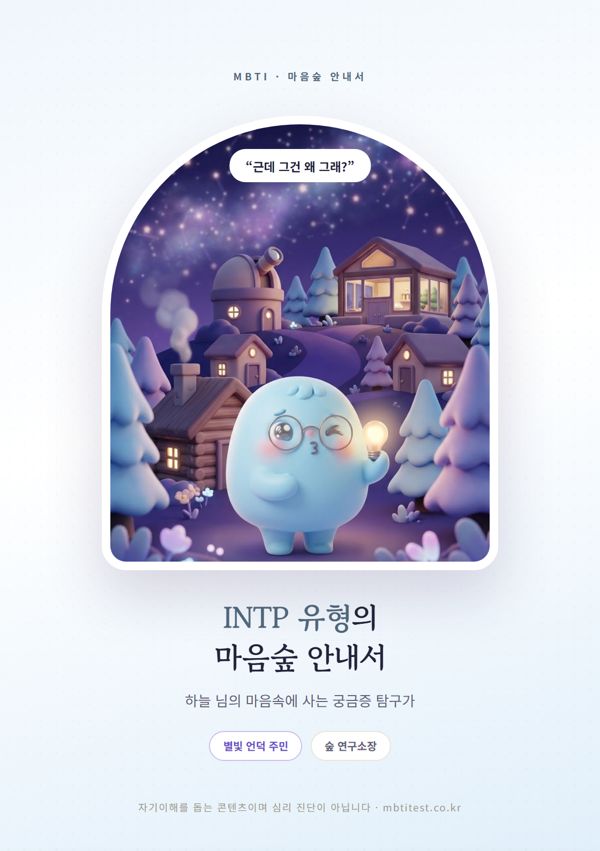 MBTI · 마음숲 안내서
“근데 그건 왜 그래?”
INTP 유형의
마음숲 안내서
하늘 님의 마음속에 사는 궁금증 탐구가
별빛 언덕 주민
숲 연구소장
자기이해를 돕는 콘텐츠이며 심리 진단이 아닙니다 · mbtitest.co.kr